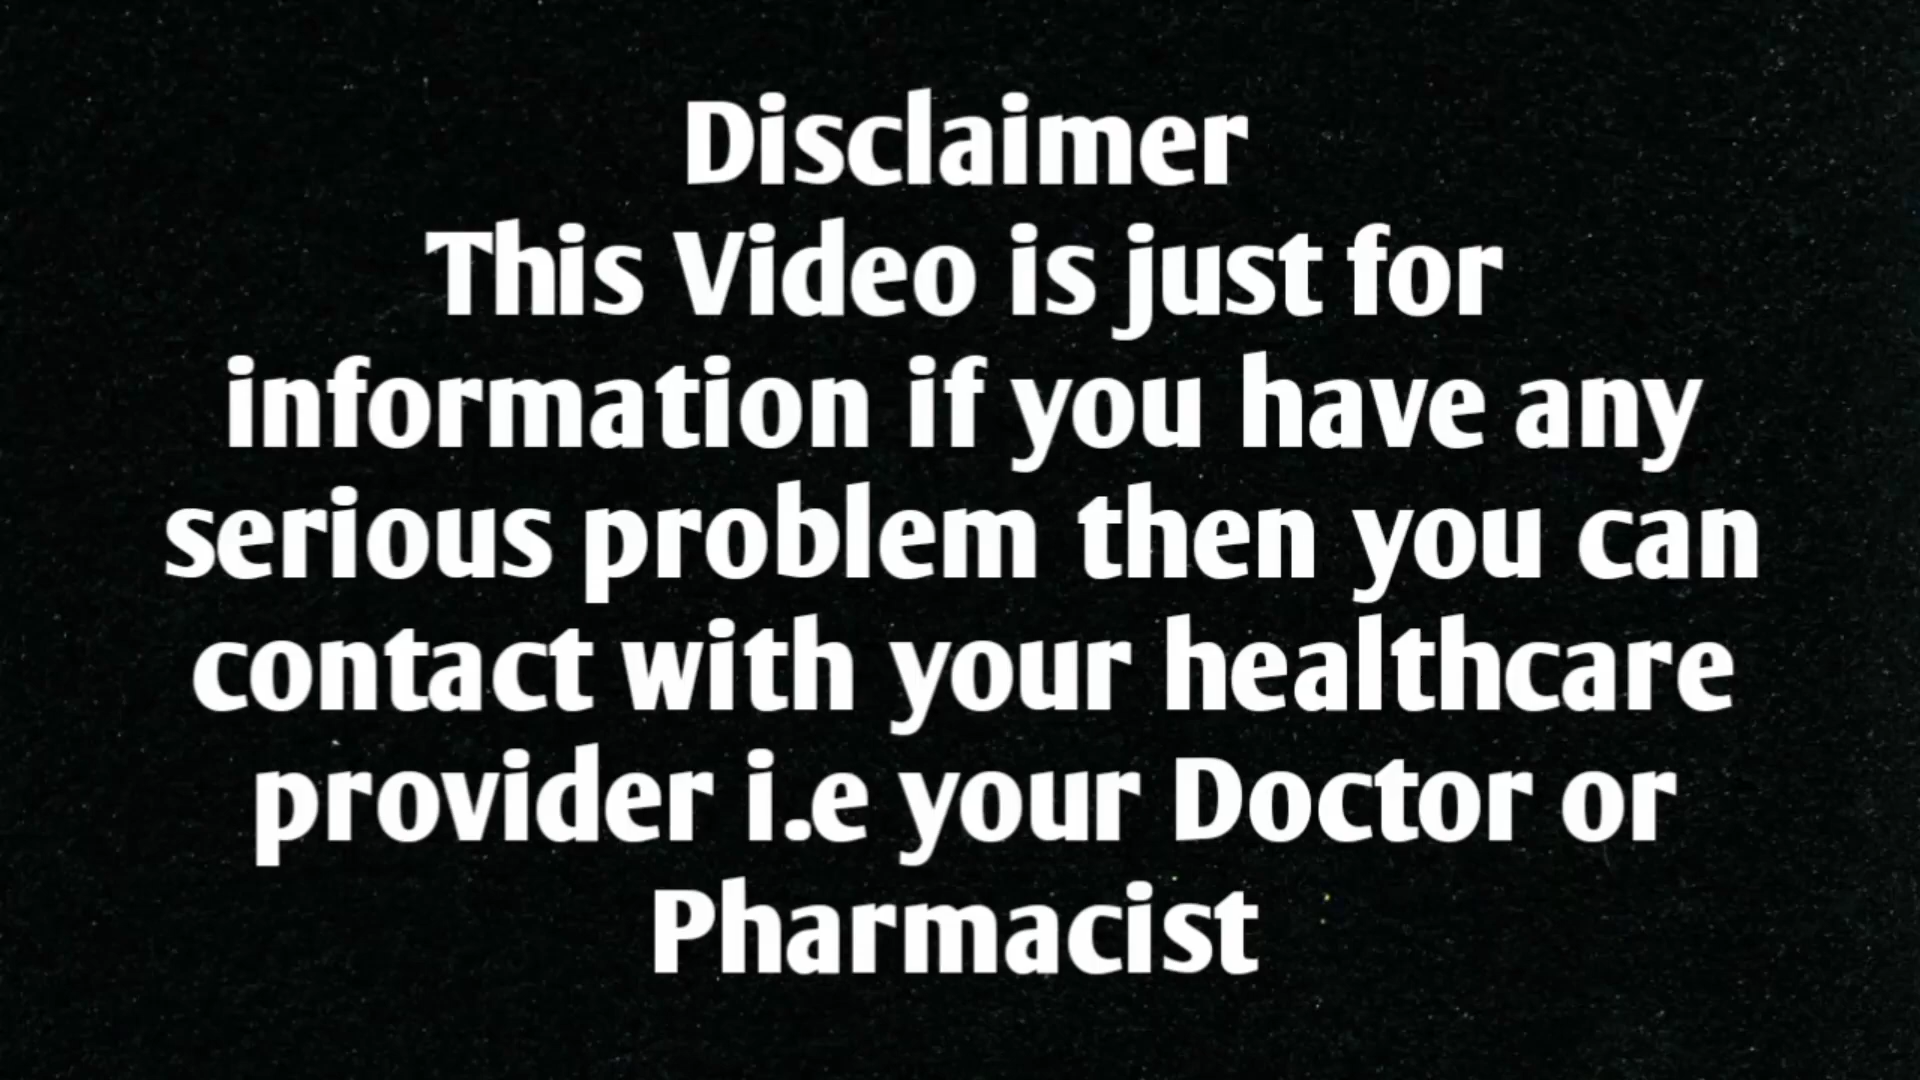 Disclaimer
This Video is just for
information if you have any
serious problem then you can
contact with your healthcare
provider i.e your Doctor or
Pharmacist